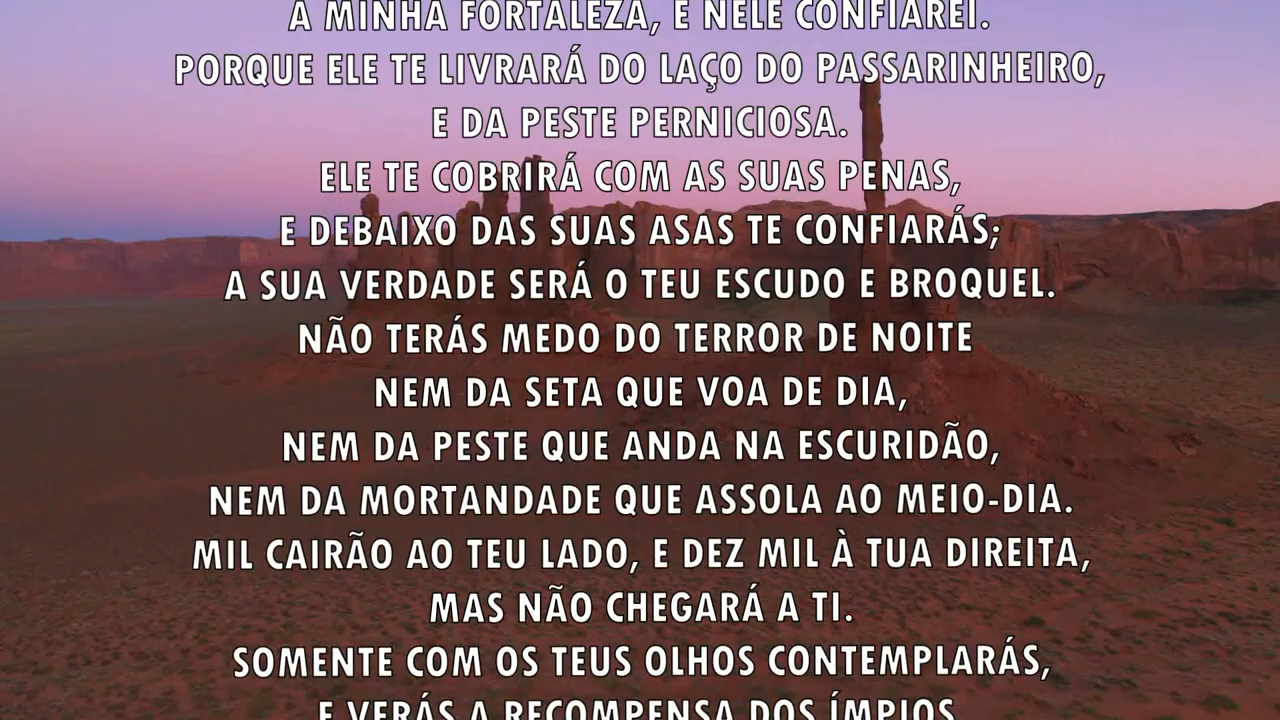 A MINHA FORTALEZA, E NELE CONFIAREI.
PORQUE ELE TE LIVRARÁ DO LAÇO DO PASSARINHEIRO,
E DA PESTE PERNICIOSA.
ELE TE COBRIRÁ COM AS SUAS PENAS,
E DEBAIXO DAS SUAS ASAS TE CONFIARÁS;
A SUA VERDADE SERÁ O TEU ESCUDO E BROQUEL.
NÃO TERÁS MEDO DO TERROR DE NOITE
NEM DA SETA QUE VOA DE DIA,
NEM DA PESTE QUE ANDA NA ESCURIDÃO,
NEM DA MORTANDADE QUE ASSOLA AO MEIO-DIA.
MIL CAIRÃO AO TEU LADO, E DEZ MIL À TUA DIREITA,
MAS NÃO CHEGARÁ A TI.
SOMENTE COM OS TEUS OLHOS CONTEMPLARÁS,
E VERÁS A RECOMPENSA DOS ÍMPIOS